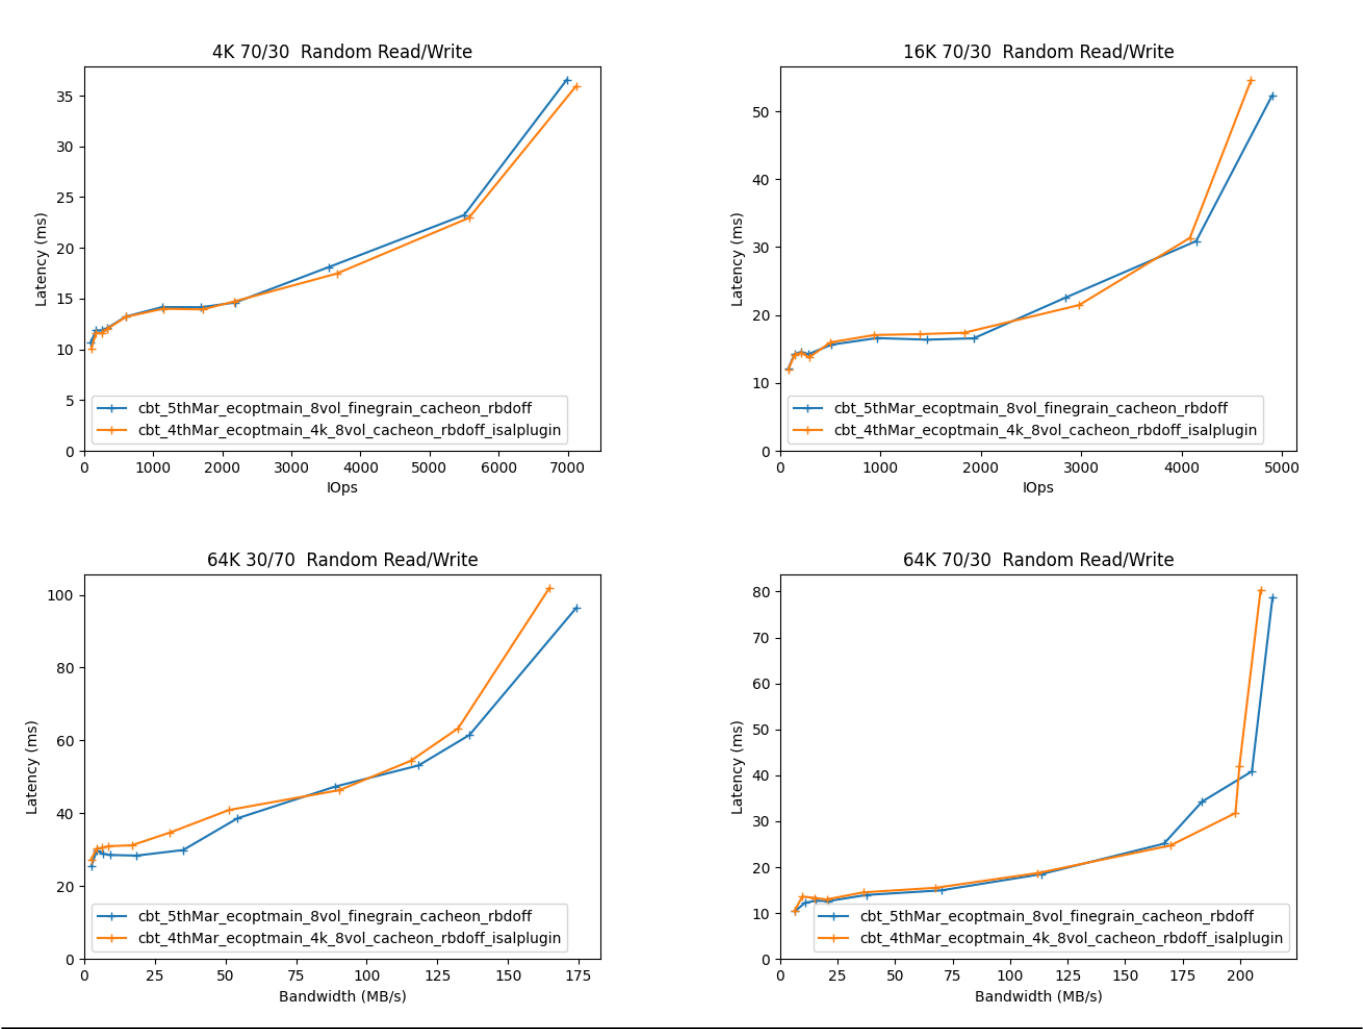 4K 70/30  Random Read/Write
Latency (ms)
35
30
25
20
15
10
5
0
cbt_5thMar_ecoptmain_8vol_finegrain_cacheon_rbdoff
cbt_4thMar_ecoptmain_4k_8vol_cacheon_rbdoff_isalplugin
0 1000 2000 3000 4000 5000 6000 7000
IOps
16K 70/30  Random Read/Write
Latency (ms)
50
40
30
20
10
0
cbt_5thMar_ecoptmain_8vol_finegrain_cacheon_rbdoff
cbt_4thMar_ecoptmain_4k_8vol_cacheon_rbdoff_isalplugin
0 1000 2000 3000 4000 5000
IOps
64K 30/70  Random Read/Write
Latency (ms)
100
80
60
40
20
0
cbt_5thMar_ecoptmain_8vol_finegrain_cacheon_rbdoff
cbt_4thMar_ecoptmain_4k_8vol_cacheon_rbdoff_isalplugin
0 25 50 75 100 125 150 175
Bandwidth (MB/s)
64K 70/30  Random Read/Write
Latency (ms)
80
70
60
50
40
30
20
10
0
cbt_5thMar_ecoptmain_8vol_finegrain_cacheon_rbdoff
cbt_4thMar_ecoptmain_4k_8vol_cacheon_rbdoff_isalplugin
0 25 50 75 100 125 150 175 200
Bandwidth (MB/s)